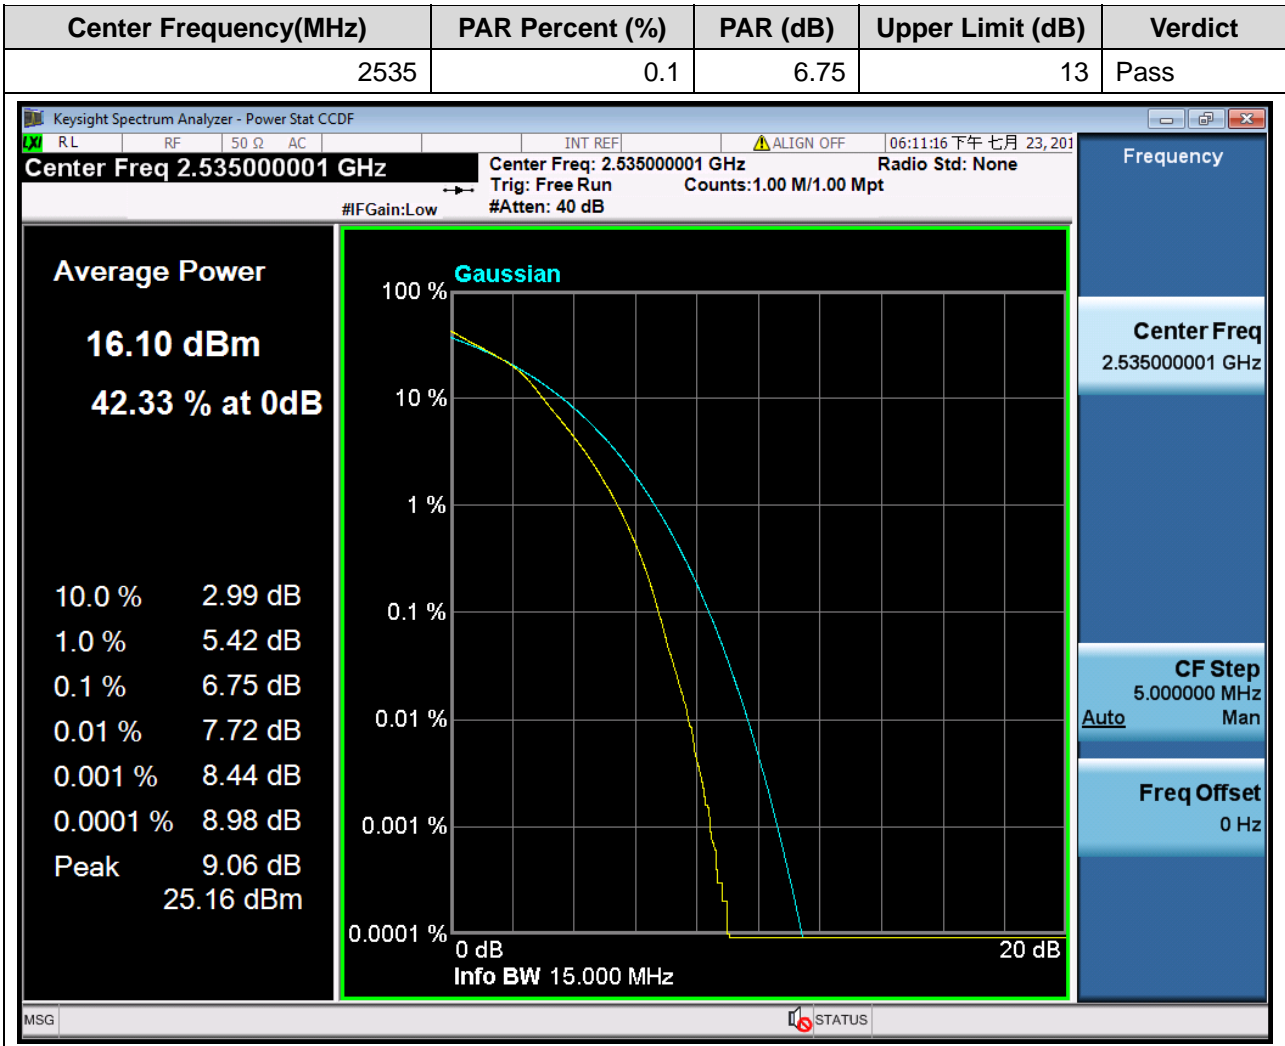 Center Frequency(MHz) PAR Percent (%) PAR (dB) Upper Limit (dB) Verdict
2535 0.1 6.75 13 Pass
Keysight Spectrum Analyzer - Power Stat CCDF
LXI RL RF 50 Ω AC INT REF ALIGN OFF 06:11:16 下午 七月 23, 201
Center Freq 2.535000001 GHz
#IFGain:Low
Center Freq: 2.535000001 GHz Radio Std: None
Trig: Free Run Counts:1.00 M/1.00 Mpt
#Atten: 40 dB
Average Power
16.10 dBm
42.33 % at 0dB
10.0 % 2.99 dB
1.0 % 5.42 dB
0.1 % 6.75 dB
0.01 % 7.72 dB
0.001 % 8.44 dB
0.0001 % 8.98 dB
Peak 9.06 dB
25.16 dBm
Gaussian
100 %
10 %
1 %
0.1 %
0.01 %
0.001 %
0.0001 %
0 dB 20 dB
Info BW 15.000 MHz
Frequency
Center Freq
2.535000001 GHz
CF Step
5.000000 MHz
Auto Man
Freq Offset
0 Hz
MSG STATUS